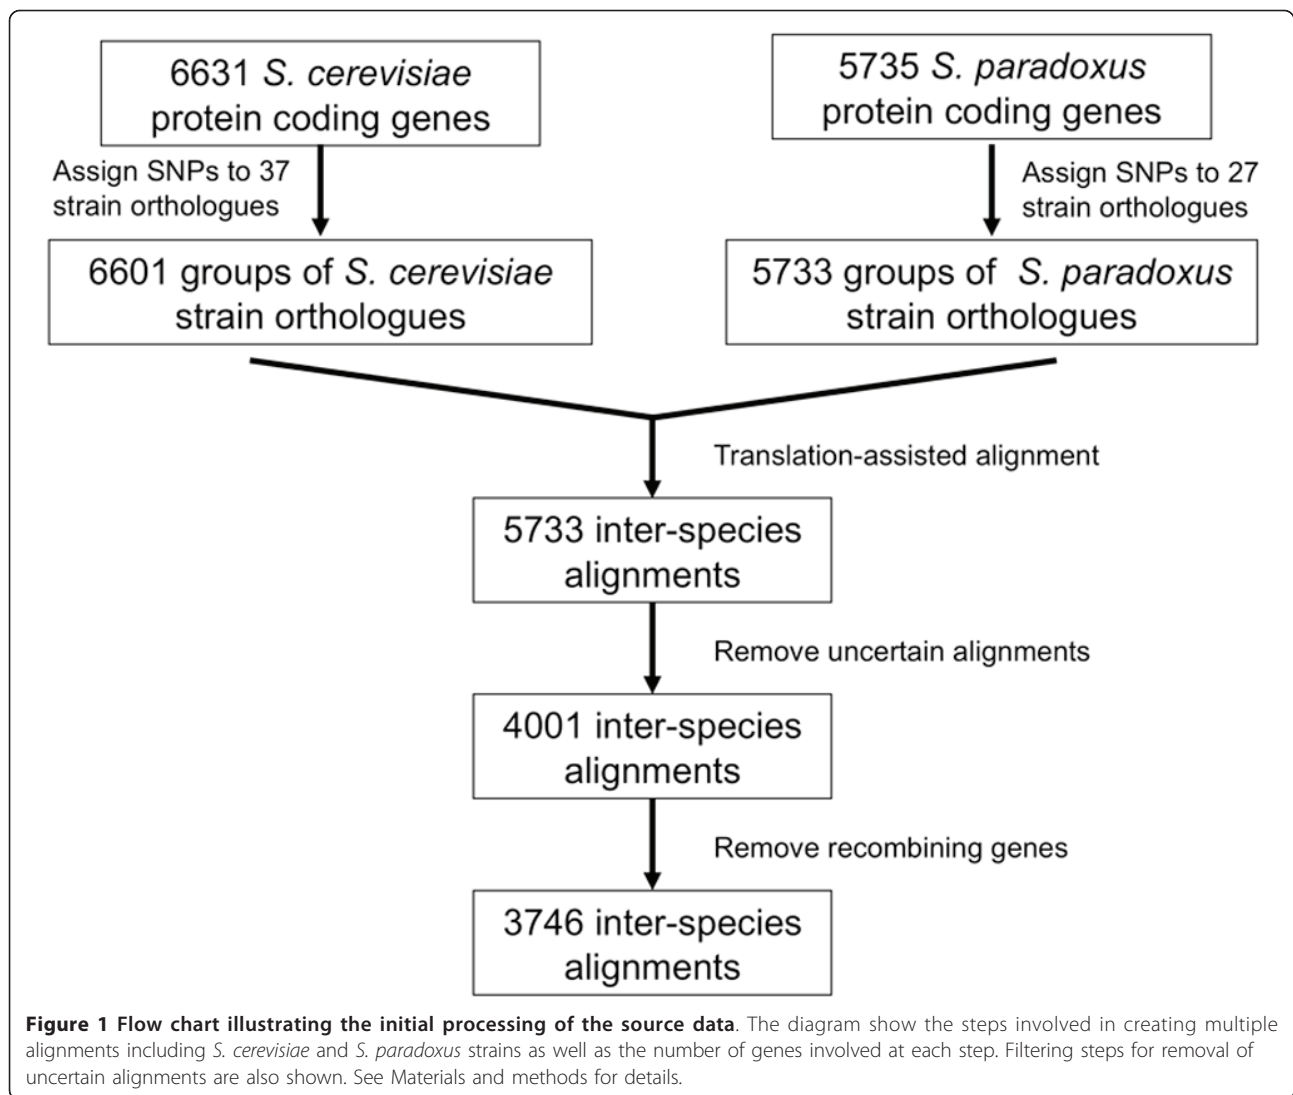 6631 S. cerevisiae
protein coding genes
5735 S. paradoxus
protein coding genes
Assign SNPs to 37
strain orthologues
Assign SNPs to 27
strain orthologues
6601 groups of S. cerevisiae
strain orthologues
5733 groups of S. paradoxus
strain orthologues
Translation-assisted alignment
5733 inter-species
alignments
Remove uncertain alignments
4001 inter-species
alignments
Remove recombining genes
3746 inter-species
alignments
Figure 1 Flow chart illustrating the initial processing of the source data. The diagram show the steps involved in creating multiple
alignments including S. cerevisiae and S. paradoxus strains as well as the number of genes involved at each step. Filtering steps for removal of
uncertain alignments are also shown. See Materials and methods for details.